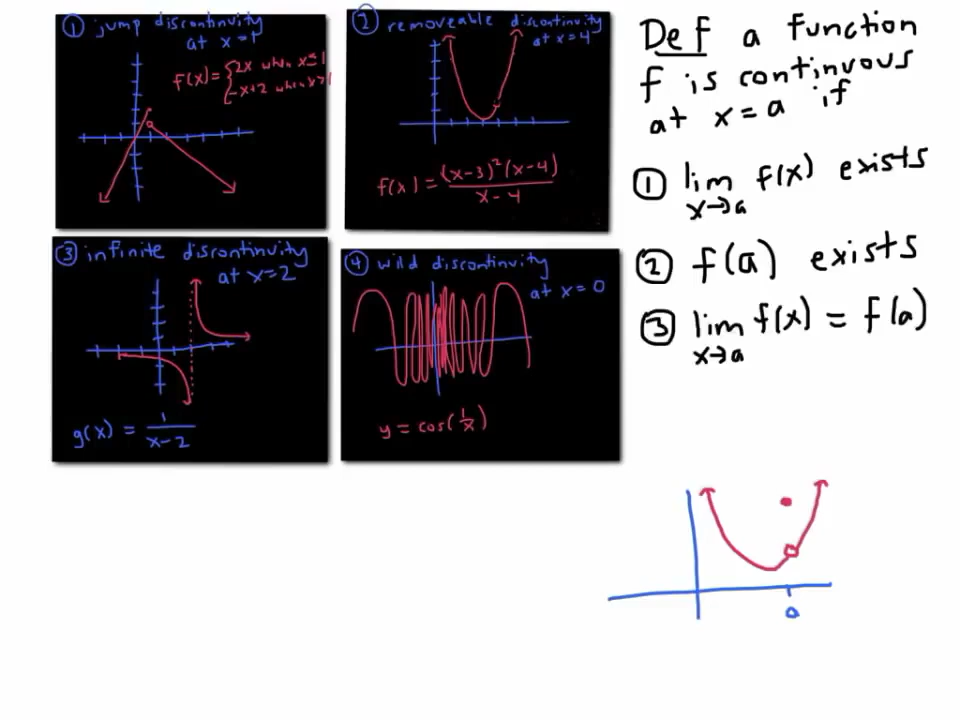 ① jump discontinuity
at x=1
f(x) = { 2x when x ≤ 1
-x+2 when x>1
② removeable discontinuity
at x=4
f(x) = (x-3)²(x-4)
x-4
③ infinite discontinuity
at x=2
g(x) = 1
x-2
④ wild discontinuity
at x=0
y = cos(1/x)
Def a function
f is continuous
at x=a if
① lim f(x) exists
x→a
② f(a) exists
③ lim f(x) = f(a)
x→a
a